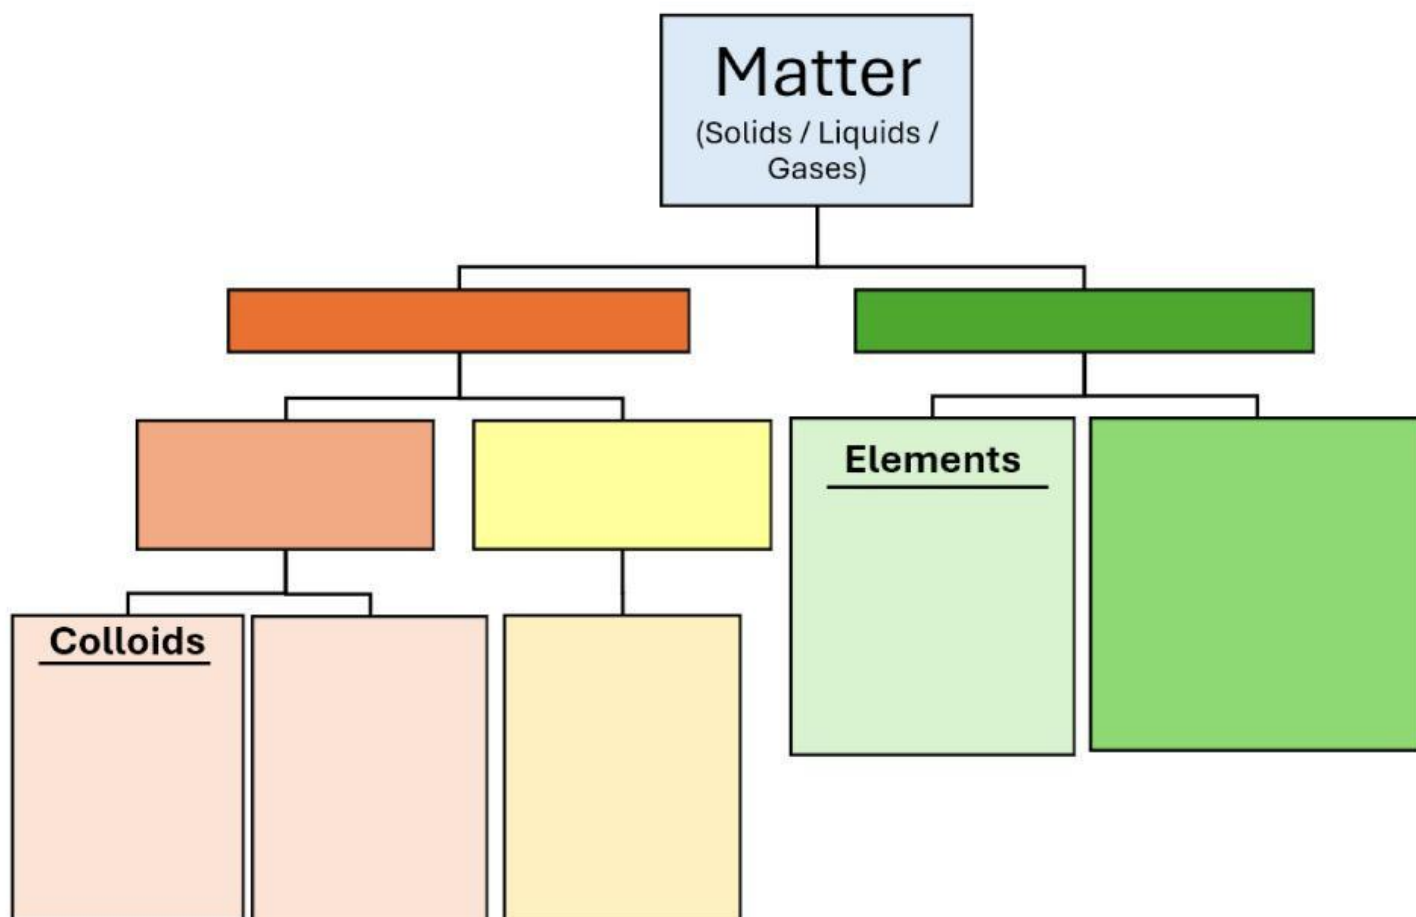 Matter
(Solids / Liquids /
Gases)
Elements
Colloids